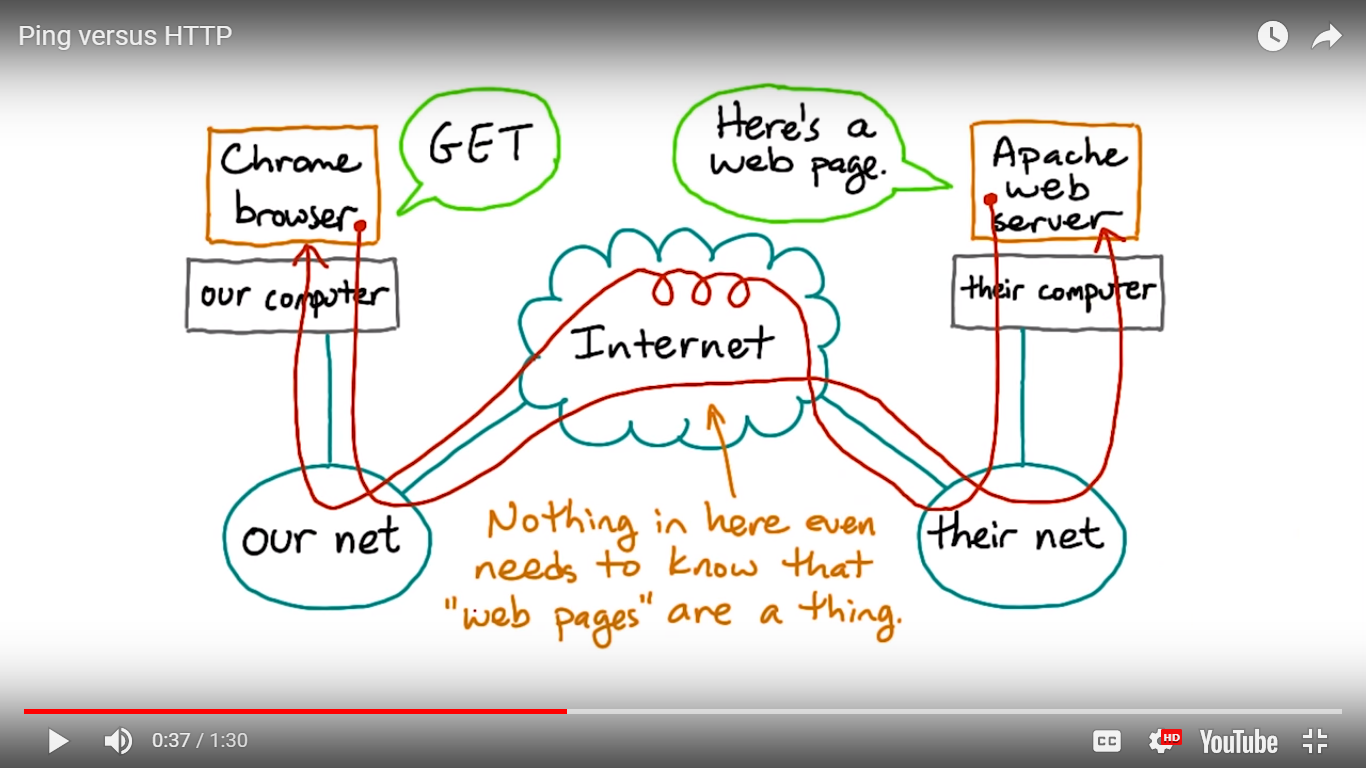 Ping versus HTTP
GET
Here's a
web page.
Chrome
browser
Apache
web
server
our computer
their computer
Internet
our net
their net
Nothing in here even
needs to know that
"web pages" are a thing.
0:37 / 1:30
CC
HD
YouTube